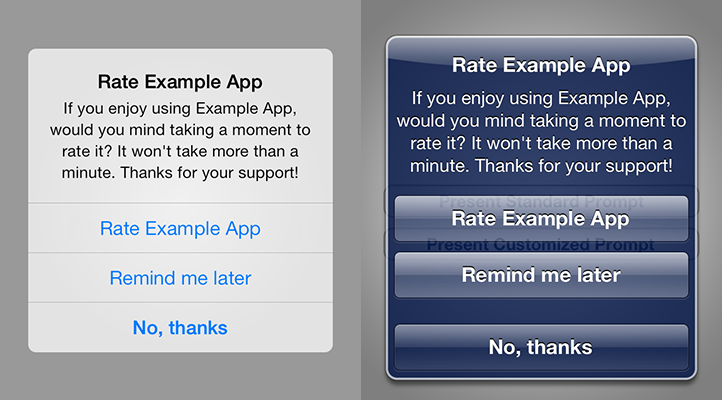 Rate Example App
If you enjoy using Example App,
would you mind taking a moment to
rate it? It won't take more than a
minute. Thanks for your support!
Rate Example App
Remind me later
No, thanks
Rate Example App
If you enjoy using Example App,
would you mind taking a moment to
rate it? It won't take more than a
minute. Thanks for your support!
Present Standard Prompt
Rate Example App
Present Customized Prompt
Remind me later
No, thanks